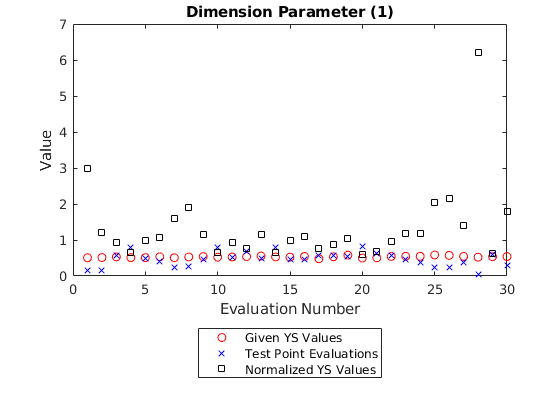 Dimension Parameter (1)
Value
7
6
5
4
3
2
1
0
0 5 10 15 20 25 30
Evaluation Number
Given YS Values
Test Point Evaluations
Normalized YS Values